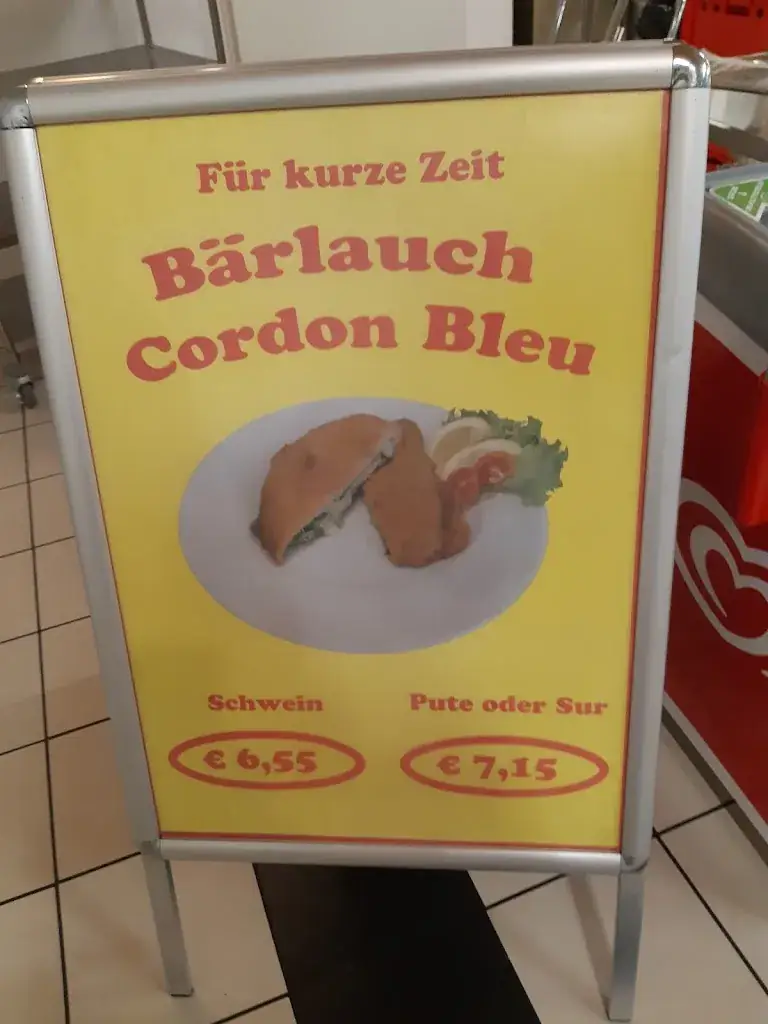 Für kurze Zeit
Bärlauch
Cordon Bleu
Schwein
Pute oder Sur
€ 6,55
€ 7,15